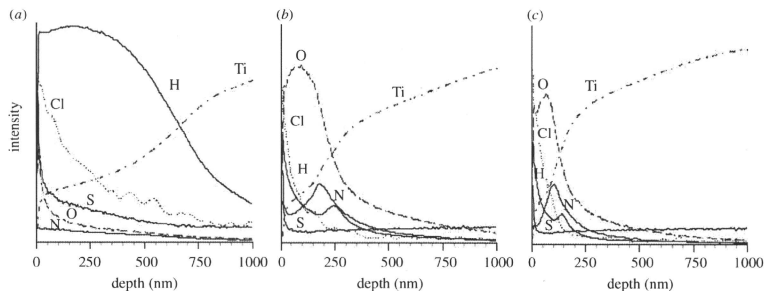 (a)
(b)
(c)
intensity
H
Ti
Cl
S
O
N
0
250
500
750
1000
depth (nm)
O
Ti
Cl
H
N
S
0
250
500
750
1000
depth (nm)
O
Ti
Cl
H
N
S
0
250
500
750
1000
depth (nm)